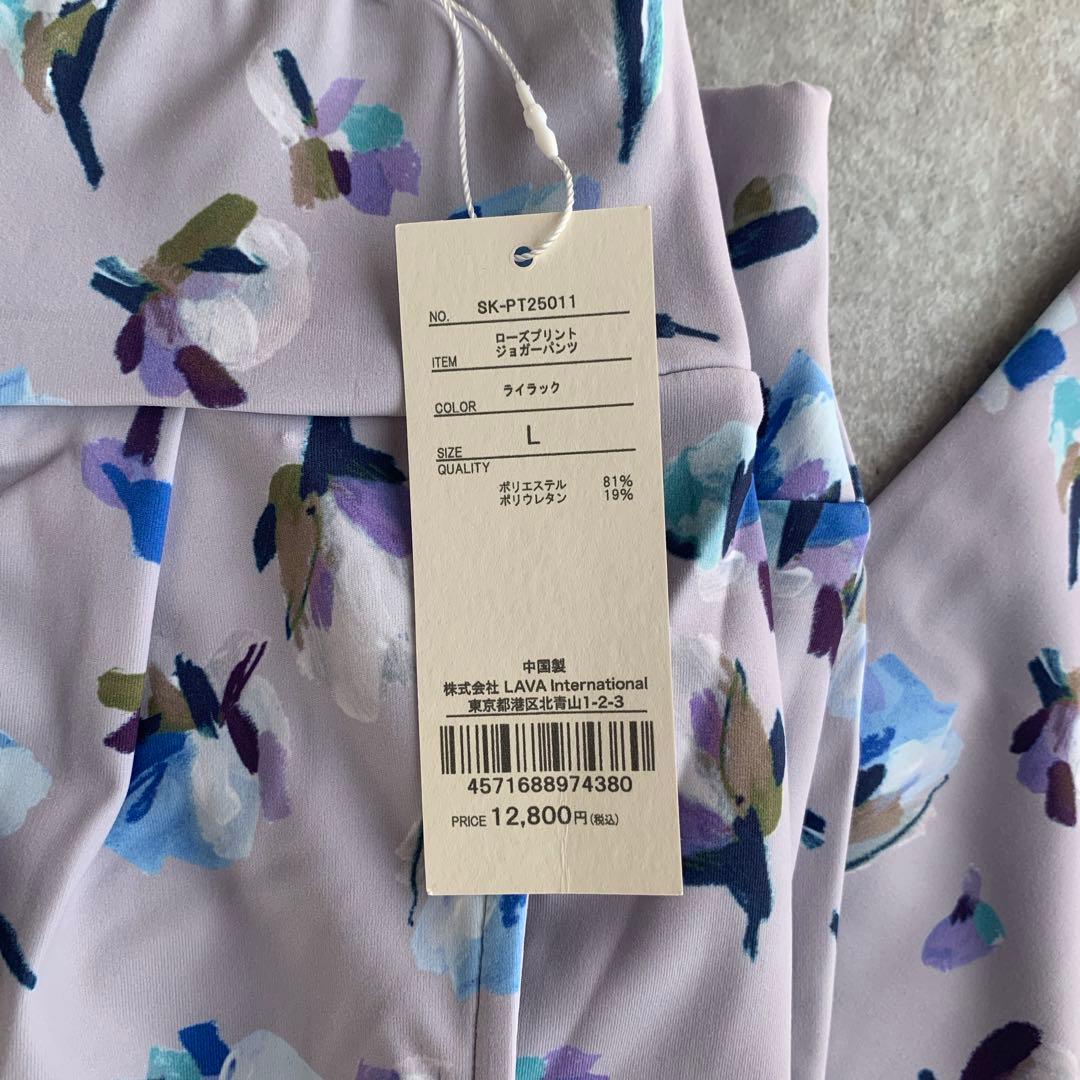 NO. SK-PT25011
ローズプリント
ITEM ジョガーパンツ
COLOR ライラック
SIZE L
QUALITY
ポリエステル 81%
ポリウレタン 19%
中国製
株式会社 LAVA International
東京都港区北青山1-2-3
4571688974380
PRICE 12,800円(税込)